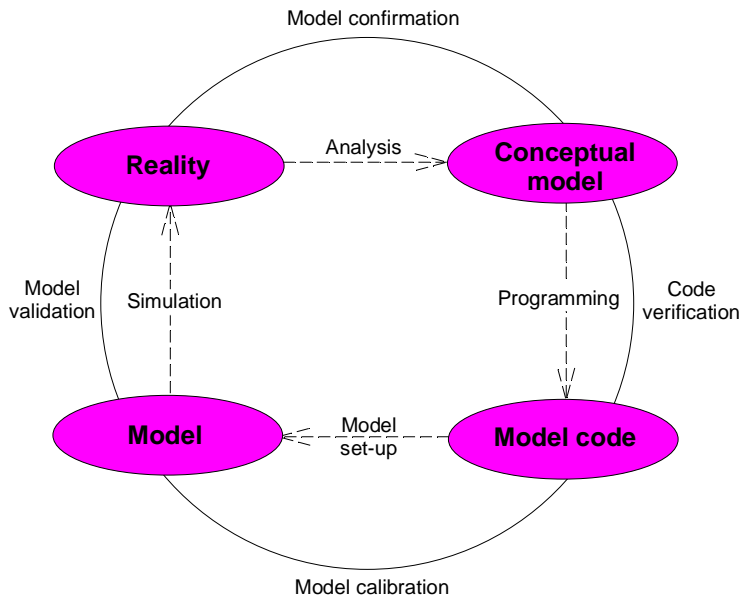 Model confirmation
Reality
Analysis
Conceptual
model
Model
validation
Simulation
Programming
Code
verification
Model
Model
set-up
Model code
Model calibration